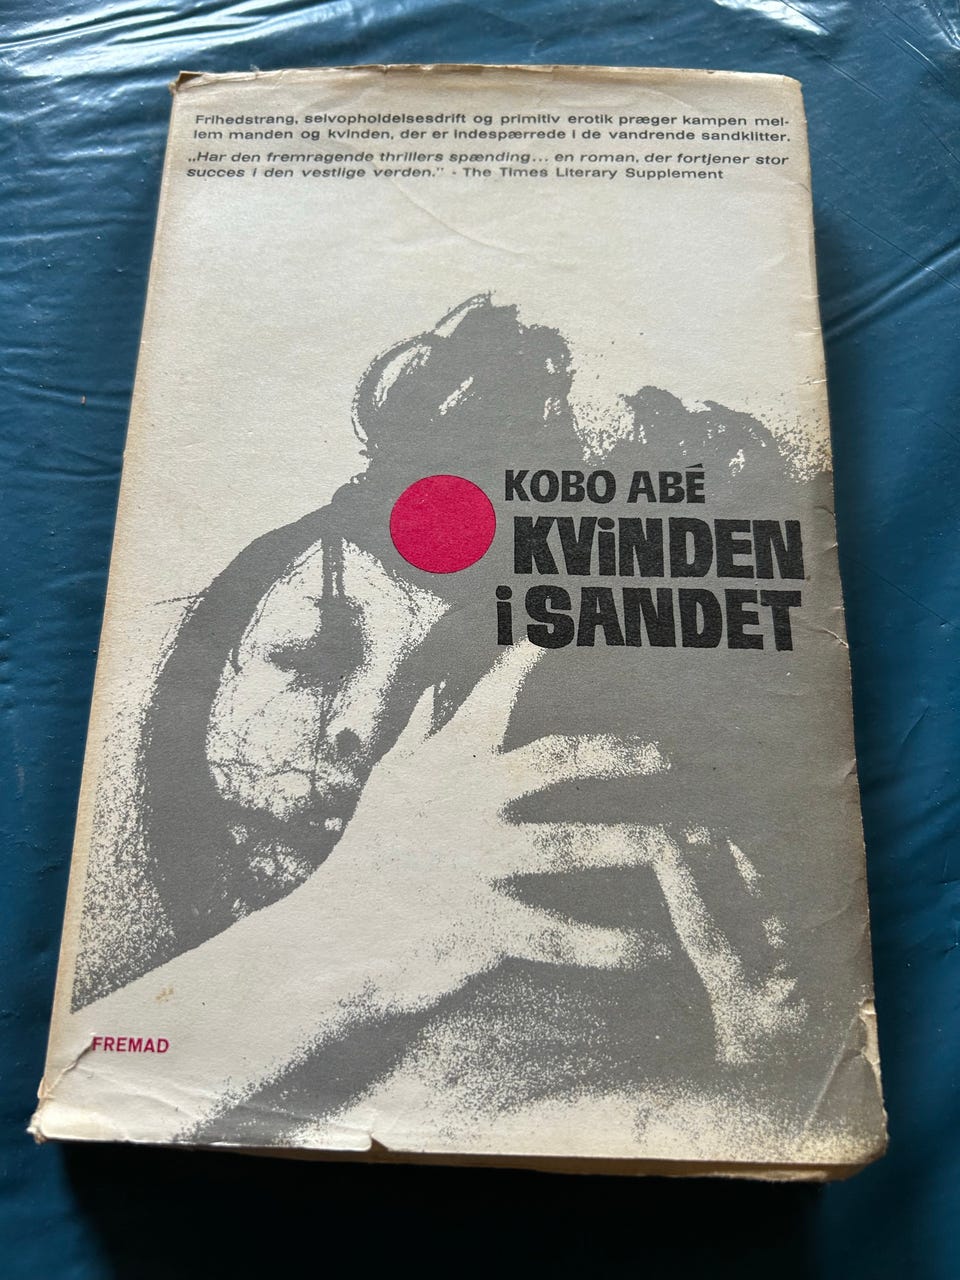 Frihedstrang, selvopholdelsesdrift og primitiv erotik præger kampen mel-
lem manden og kvinden, der er indespærrede i de vandrende sandklitter.
„Har den fremragende thrillers spænding... en roman, der fortjener stor
succes i den vestlige verden.” - The Times Literary Supplement
KOBO ABÉ
KViNDEN
i SANDET
FREMAD